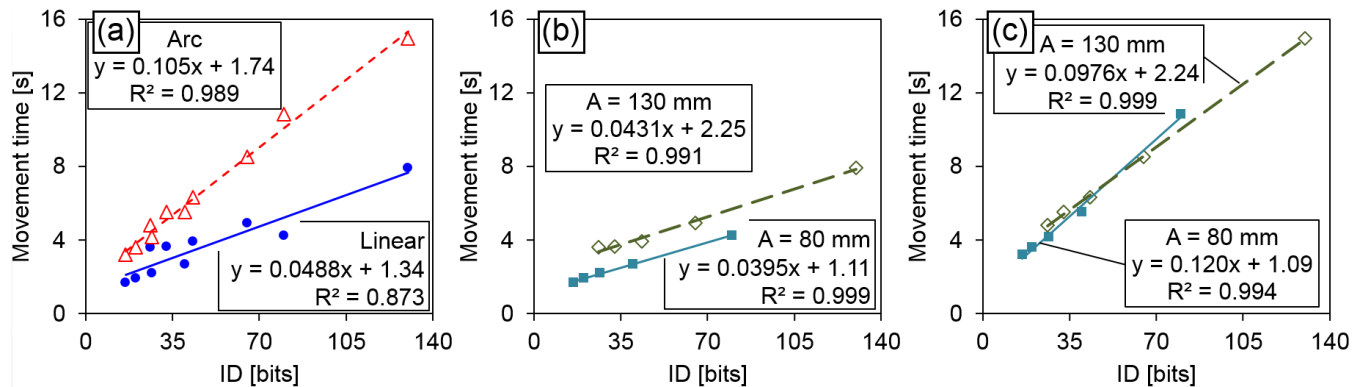 (a)
Arc
y = 0.105x + 1.74
R² = 0.989
Linear
y = 0.0488x + 1.34
R² = 0.873
Movement time [s]
16
12
8
4
0
0 35 70 105 140
ID [bits]
(b)
A = 130 mm
y = 0.0431x + 2.25
R² = 0.991
A = 80 mm
y = 0.0395x + 1.11
R² = 0.999
Movement time [s]
16
12
8
4
0
0 35 70 105 140
ID [bits]
(c)
A = 130 mm
y = 0.0976x + 2.24
R² = 0.999
A = 80 mm
y = 0.120x + 1.09
R² = 0.994
Movement time [s]
16
12
8
4
0
0 35 70 105 140
ID [bits]